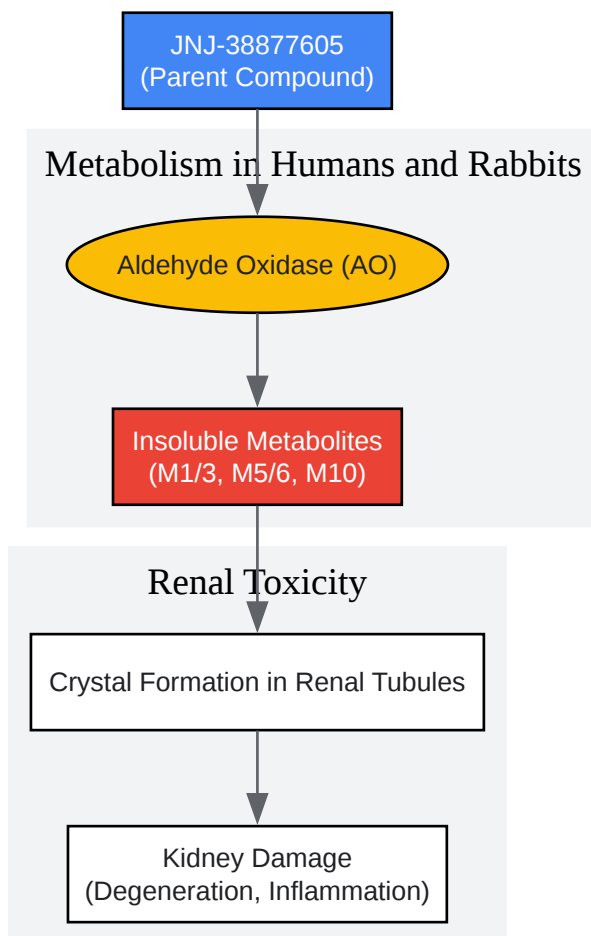 JNJ-38877605
(Parent Compound)
Metabolism in Humans and Rabbits
Aldehyde Oxidase (AO)
Insoluble Metabolites
(M1/3, M5/6, M10)
Renal Toxicity
Crystal Formation in Renal Tubules
Kidney Damage
(Degeneration, Inflammation)